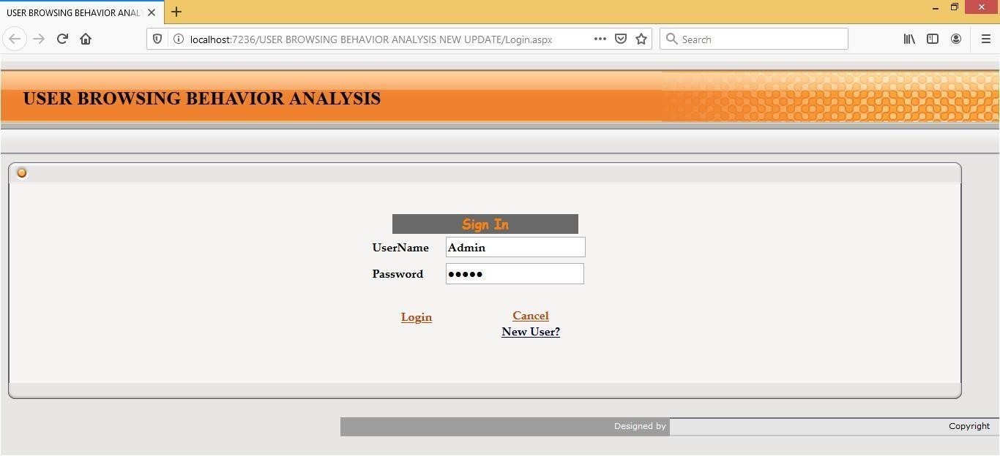 USER BROWSING BEHAVIOR ANAL
localhost:7236/USER BROWSING BEHAVIOR ANALYSIS NEW UPDATE/Login.aspx
Search
USER BROWSING BEHAVIOR ANALYSIS
Sign In
UserName Admin
Password •••••
Login Cancel
New User?
Designed by Copyright